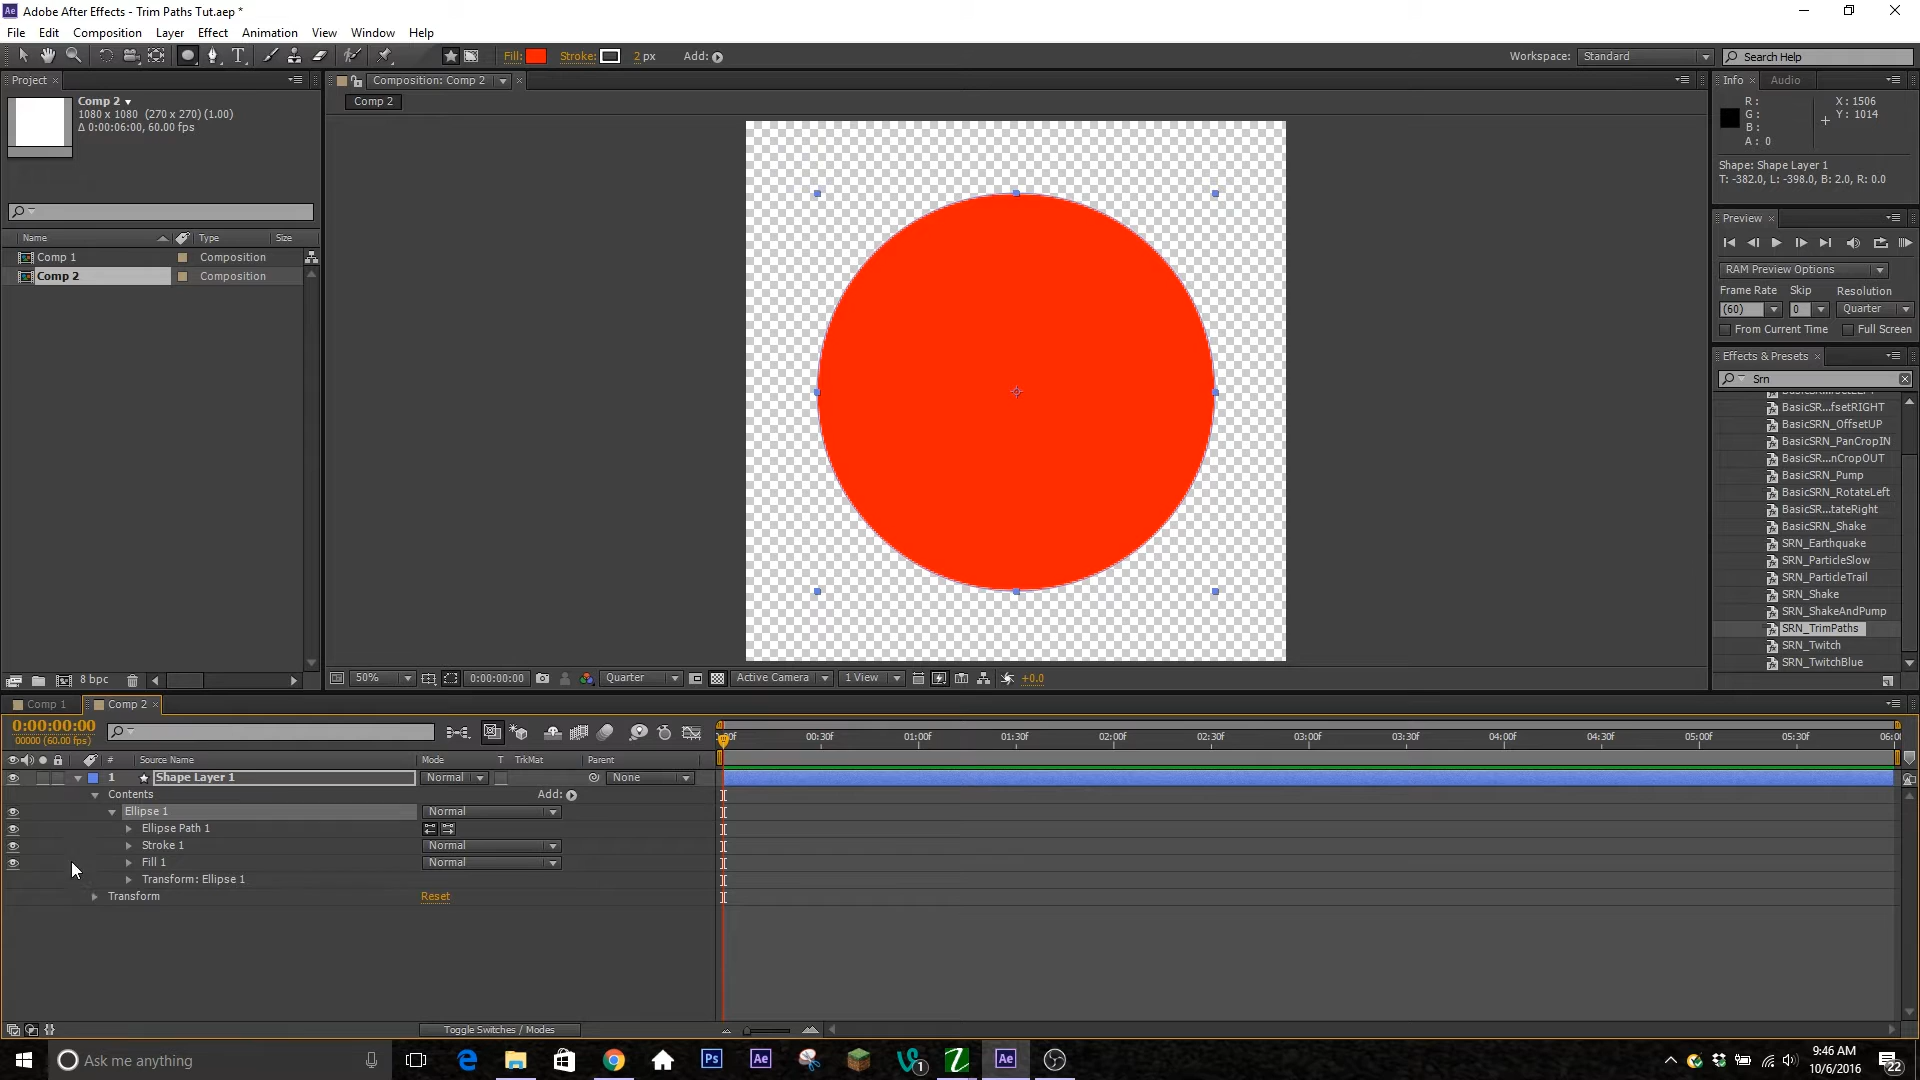 Ae Adobe After Effects - Trim Paths Tut.aep *
File Edit Composition Layer Effect Animation View Window Help
T Fill: Stroke: 2 px Add: Workspace: Standard Search Help
Project × Composition: Comp 2 × Info × Audio
Comp 2
1080 x 1080 (270 x 270) (1.00)
Δ 0:00:06:00, 60.00 fps
Comp 2
R: X: 1506
G: Y: 1014
B:
A: 0
Shape: Shape Layer 1
T: -382.0, L: -398.0, B: 2.0, R: 0.0
Preview ×
Name Type Size
Comp 1 Composition
Comp 2 Composition
RAM Preview Options
Frame Rate Skip Resolution
(60) 0 Quarter
From Current Time Full Screen
Effects & Presets ×
Srn
BasicSR...fsetRIGHT
BasicSRN_OffsetUP
BasicSRN_PanCropIN
BasicSR...nCropOUT
BasicSRN_Pump
BasicSRN_RotateLeft
BasicSR...tateRight
BasicSRN_Shake
SRN_Earthquake
SRN_ParticleSlow
SRN_ParticleTrail
SRN_Shake
SRN_ShakeAndPump
SRN_TrimPaths
SRN_Twitch
SRN_TwitchBlue
8 bpc 50% 0:00:00:00 Quarter Active Camera 1 View +0.0
Comp 1 Comp 2 ×
0:00:00:00
00000 (60.00 fps)
00:30f 01:00f 01:30f 02:00f 02:30f 03:00f 03:30f 04:00f 04:30f 05:00f 05:30f
# Source Name Mode T TrkMat Parent
1 Shape Layer 1 Normal None
Contents Add:
Ellipse 1 Normal
Ellipse Path 1
Stroke 1 Normal
Fill 1 Normal
Transform: Ellipse 1
Transform Reset
Toggle Switches / Modes
Ask me anything Ps Ae 1 Ae 9:46 AM
10/6/2016 22